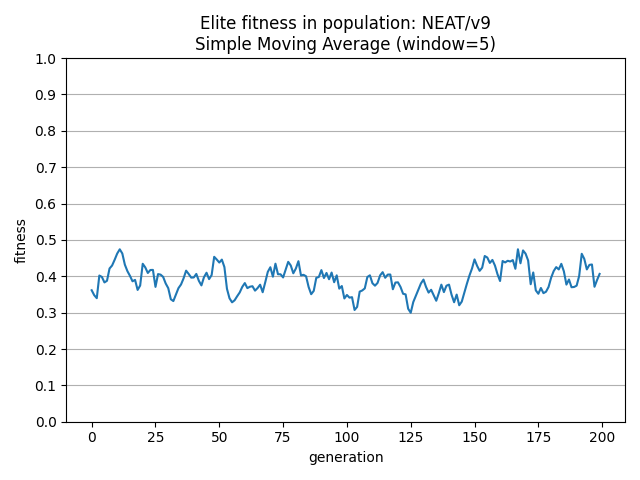 Elite fitness in population: NEAT/v9
Simple Moving Average (window=5)
1.0
0.9
0.8
0.7
0.6
0.5
0.4
0.3
0.2
0.1
0.0
fitness
0 25 50 75 100 125 150 175 200
generation